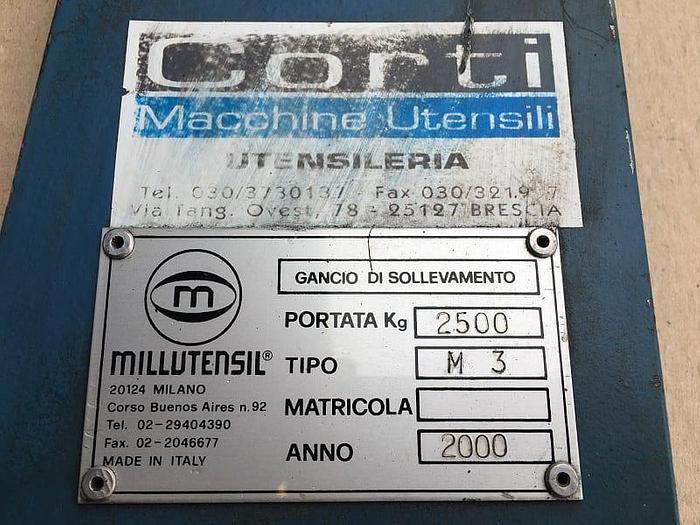 Corti
Macchine Utensili
UTENSILERIA
Tel. 030/3730137 - Fax 030/3219 7
Via Tang. Ovest, 78 - 25127 BRESCIA
m
MILLUTENSIL®
20124 MILANO
Corso Buenos Aires n.92
Tel. 02-29404390
Fax. 02-2046677
MADE IN ITALY
GANCIO DI SOLLEVAMENTO
PORTATA Kg 2500
TIPO M 3
MATRICOLA
ANNO 2000